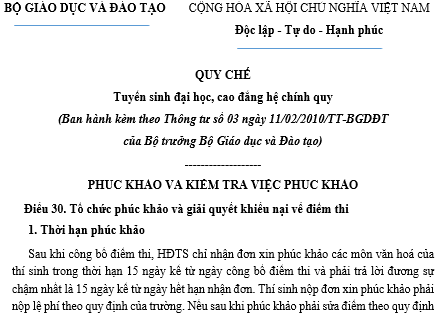 BỘ GIÁO DỤC VÀ ĐÀO TẠO CỘNG HÒA XÃ HỘI CHỦ NGHĨA VIỆT NAM
Độc lập - Tự do - Hạnh phúc
QUY CHẾ
Tuyển sinh đại học, cao đẳng hệ chính quy
(Ban hành kèm theo Thông tư số 03 ngày 11/02/2010/TT-BGDĐT
của Bộ trưởng Bộ Giáo dục và Đào tạo)
-------------------
PHUC KHẢO VA KIÊM TRA VIỆC PHUC KHẢO
Điều 30. Tổ chức phúc khảo và giải quyết khiếu nại về điểm thi
1. Thời hạn phúc khảo
Sau khi công bố điểm thi, HĐTS chỉ nhận đơn xin phúc khảo các môn văn hoá của
thí sinh trong thời hạn 15 ngày kể từ ngày công bố điểm thi và phải trả lời đương sự
chậm nhất là 15 ngày kể từ ngày hết hạn nhận đơn. Thí sinh nộp đơn xin phúc khảo phải
nộp lệ phí theo quy định của trường. Nếu sau khi phúc khảo phải sửa điểm theo quy định